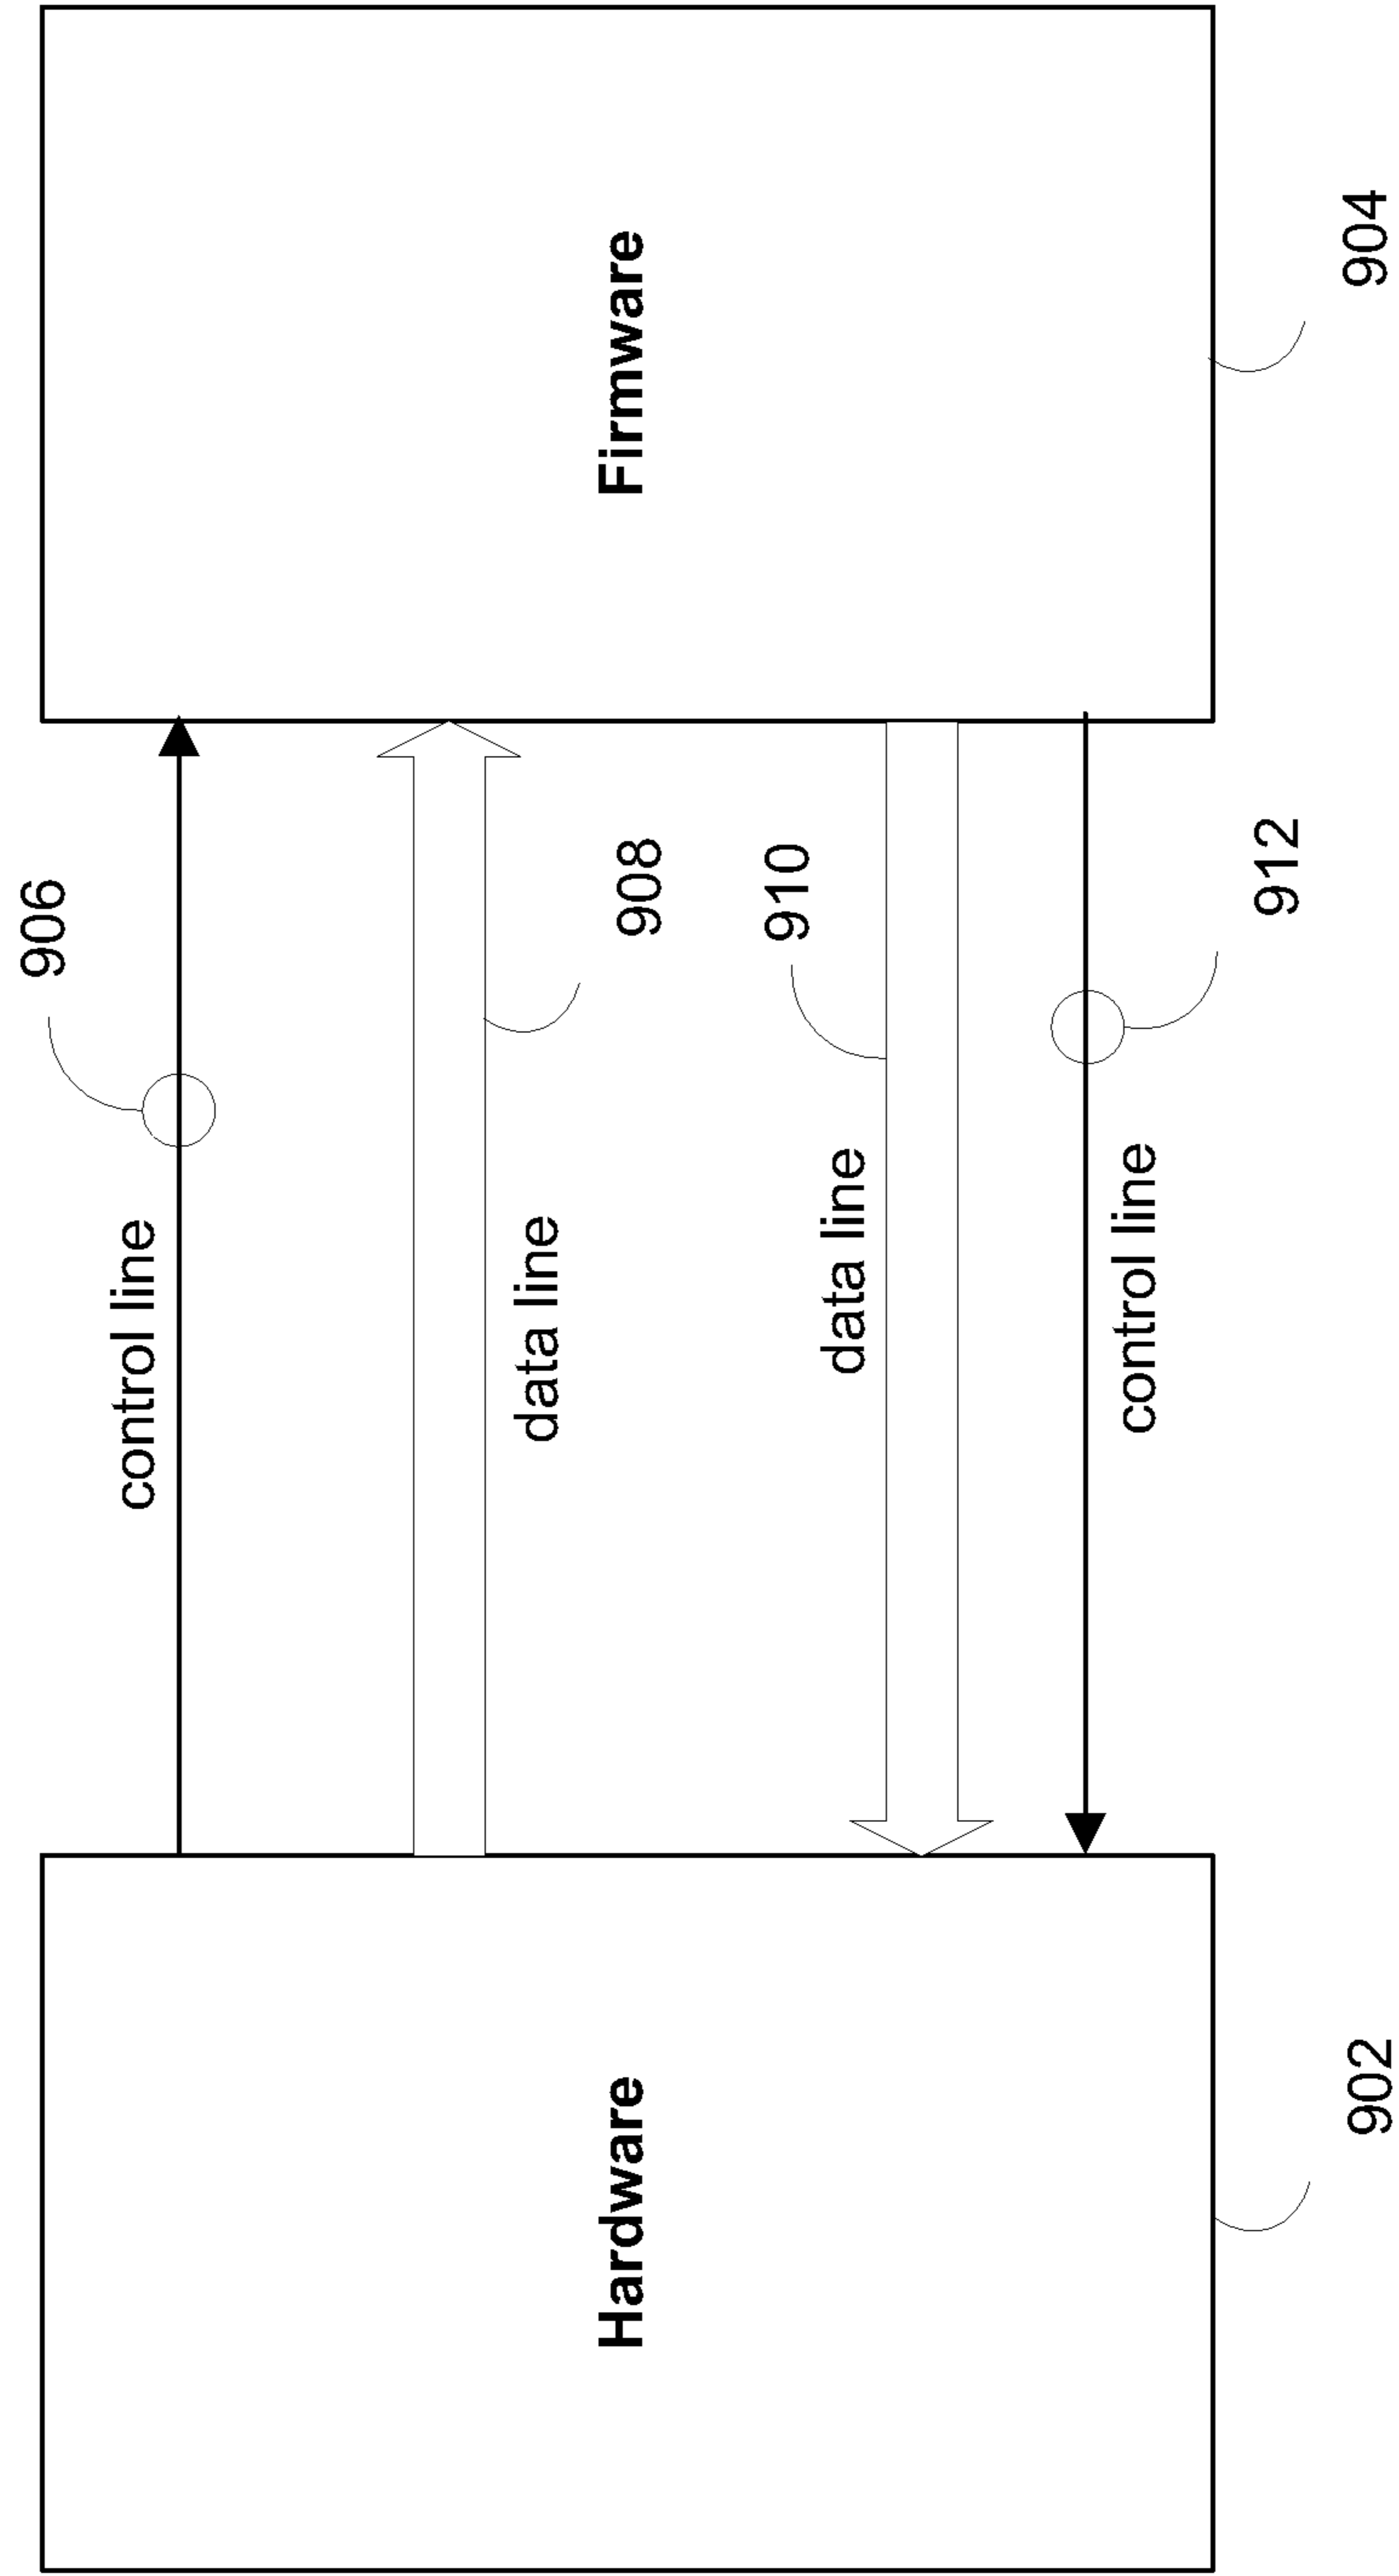 906
control line
data line
Hardware
908
Firmware
910
data line
control line
912
902
904